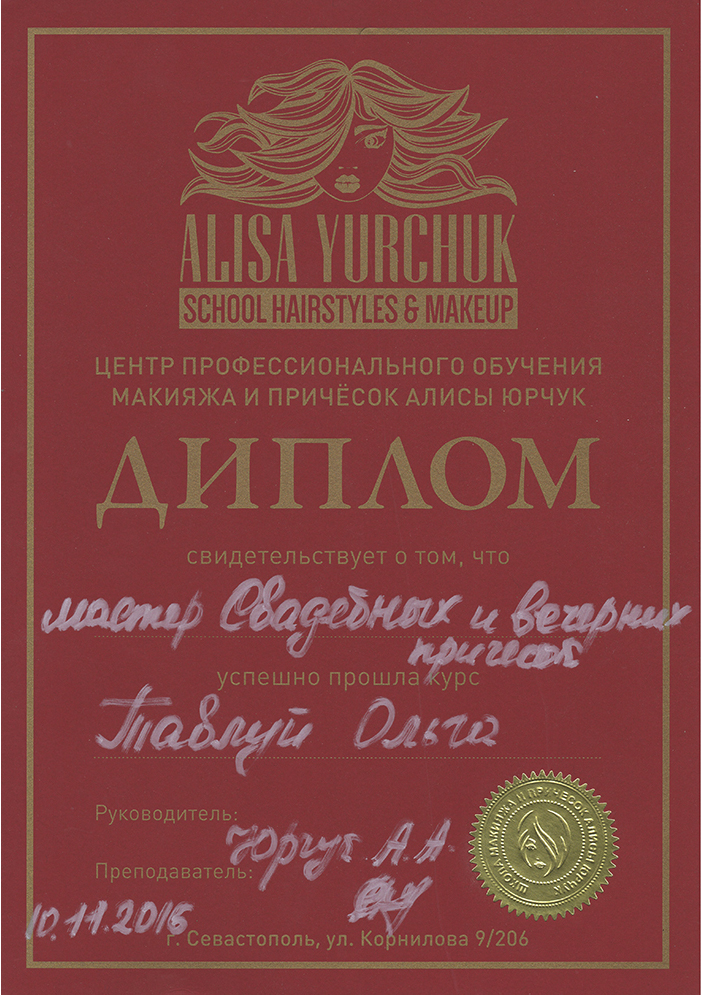 ALISA YURCHUK
SCHOOL HAIRSTYLES & MAKEUP
ЦЕНТР ПРОФЕССИОНАЛЬНОГО ОБУЧЕНИЯ
МАКИЯЖА И ПРИЧЁСОК АЛИСЫ ЮРЧУК
ДИПЛОМ
свидетельствует о том, что
мастер Свадебных и вечерних
причесок
успешно прошла курс
Таблуй Ольга
Руководитель:
Юрчук А.А.
Преподаватель:
10.11.2016
г. Севастополь, ул. Корнилова 9/206
ШКОЛА МАКИЯЖА И ПРИЧЕСОК АЛИСЫ ЮРЧУК